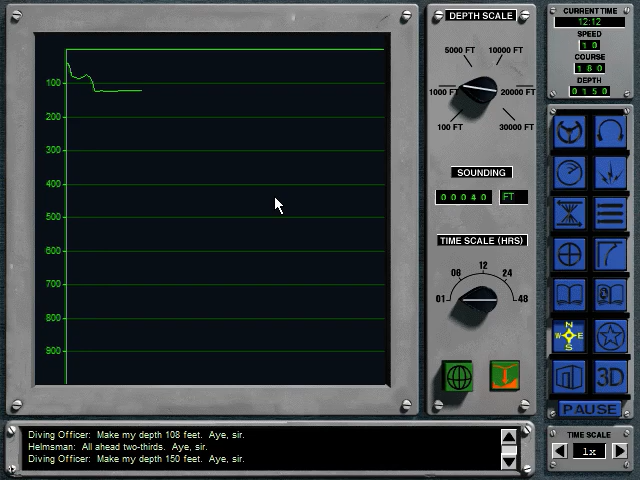 DEPTH SCALE
5000 FT
10000 FT
1000 FT
20000 FT
100 FT
30000 FT
SOUNDING
00040 FT
TIME SCALE (HRS)
12
06
24
01
48
100
200
300
400
500
600
700
800
900
CURRENT TIME
12:12
SPEED
10
COURSE
180
DEPTH
0150
N
W E
S
3D
PAUSE
TIME SCALE
1x
Diving Officer: Make my depth 108 feet. Aye, sir.
Helmsman: All ahead two-thirds. Aye, sir.
Diving Officer: Make my depth 150 feet. Aye, sir.